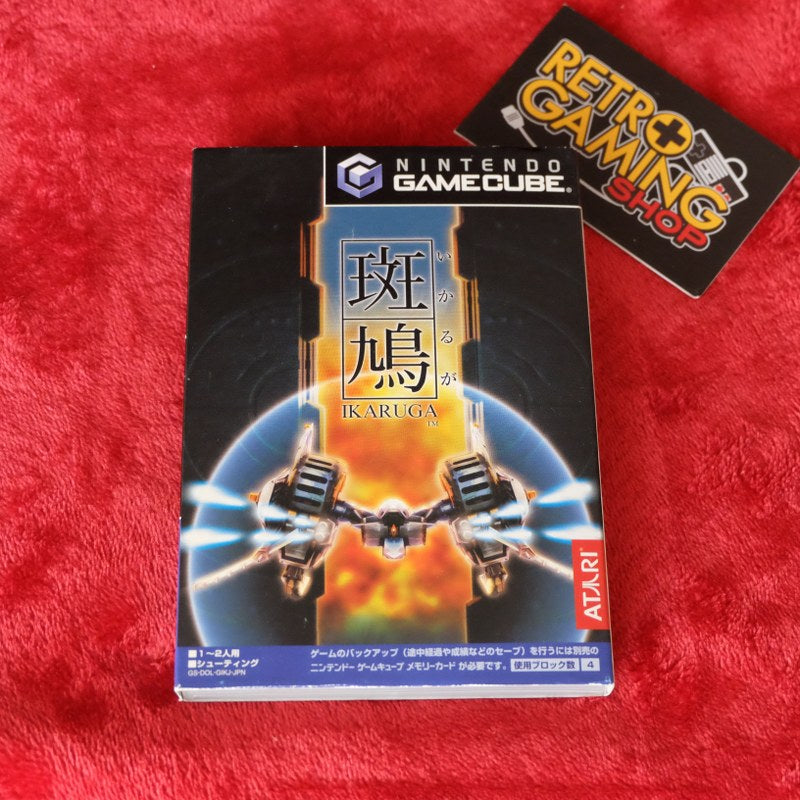 RETRO
GAMING
SHOP
NINTENDO
GAMECUBE®
斑鳩
いかるが
IKARUGA
TM
ATARI
■1〜2人用
■シューティング
GS-DOL-GIKJ-JPN
ゲームのバックアップ（途中経過や成績などのセーブ）を行うには別売の
ニンテンドー ゲームキューブ メモリーカード が必要です。 使用ブロック数 4